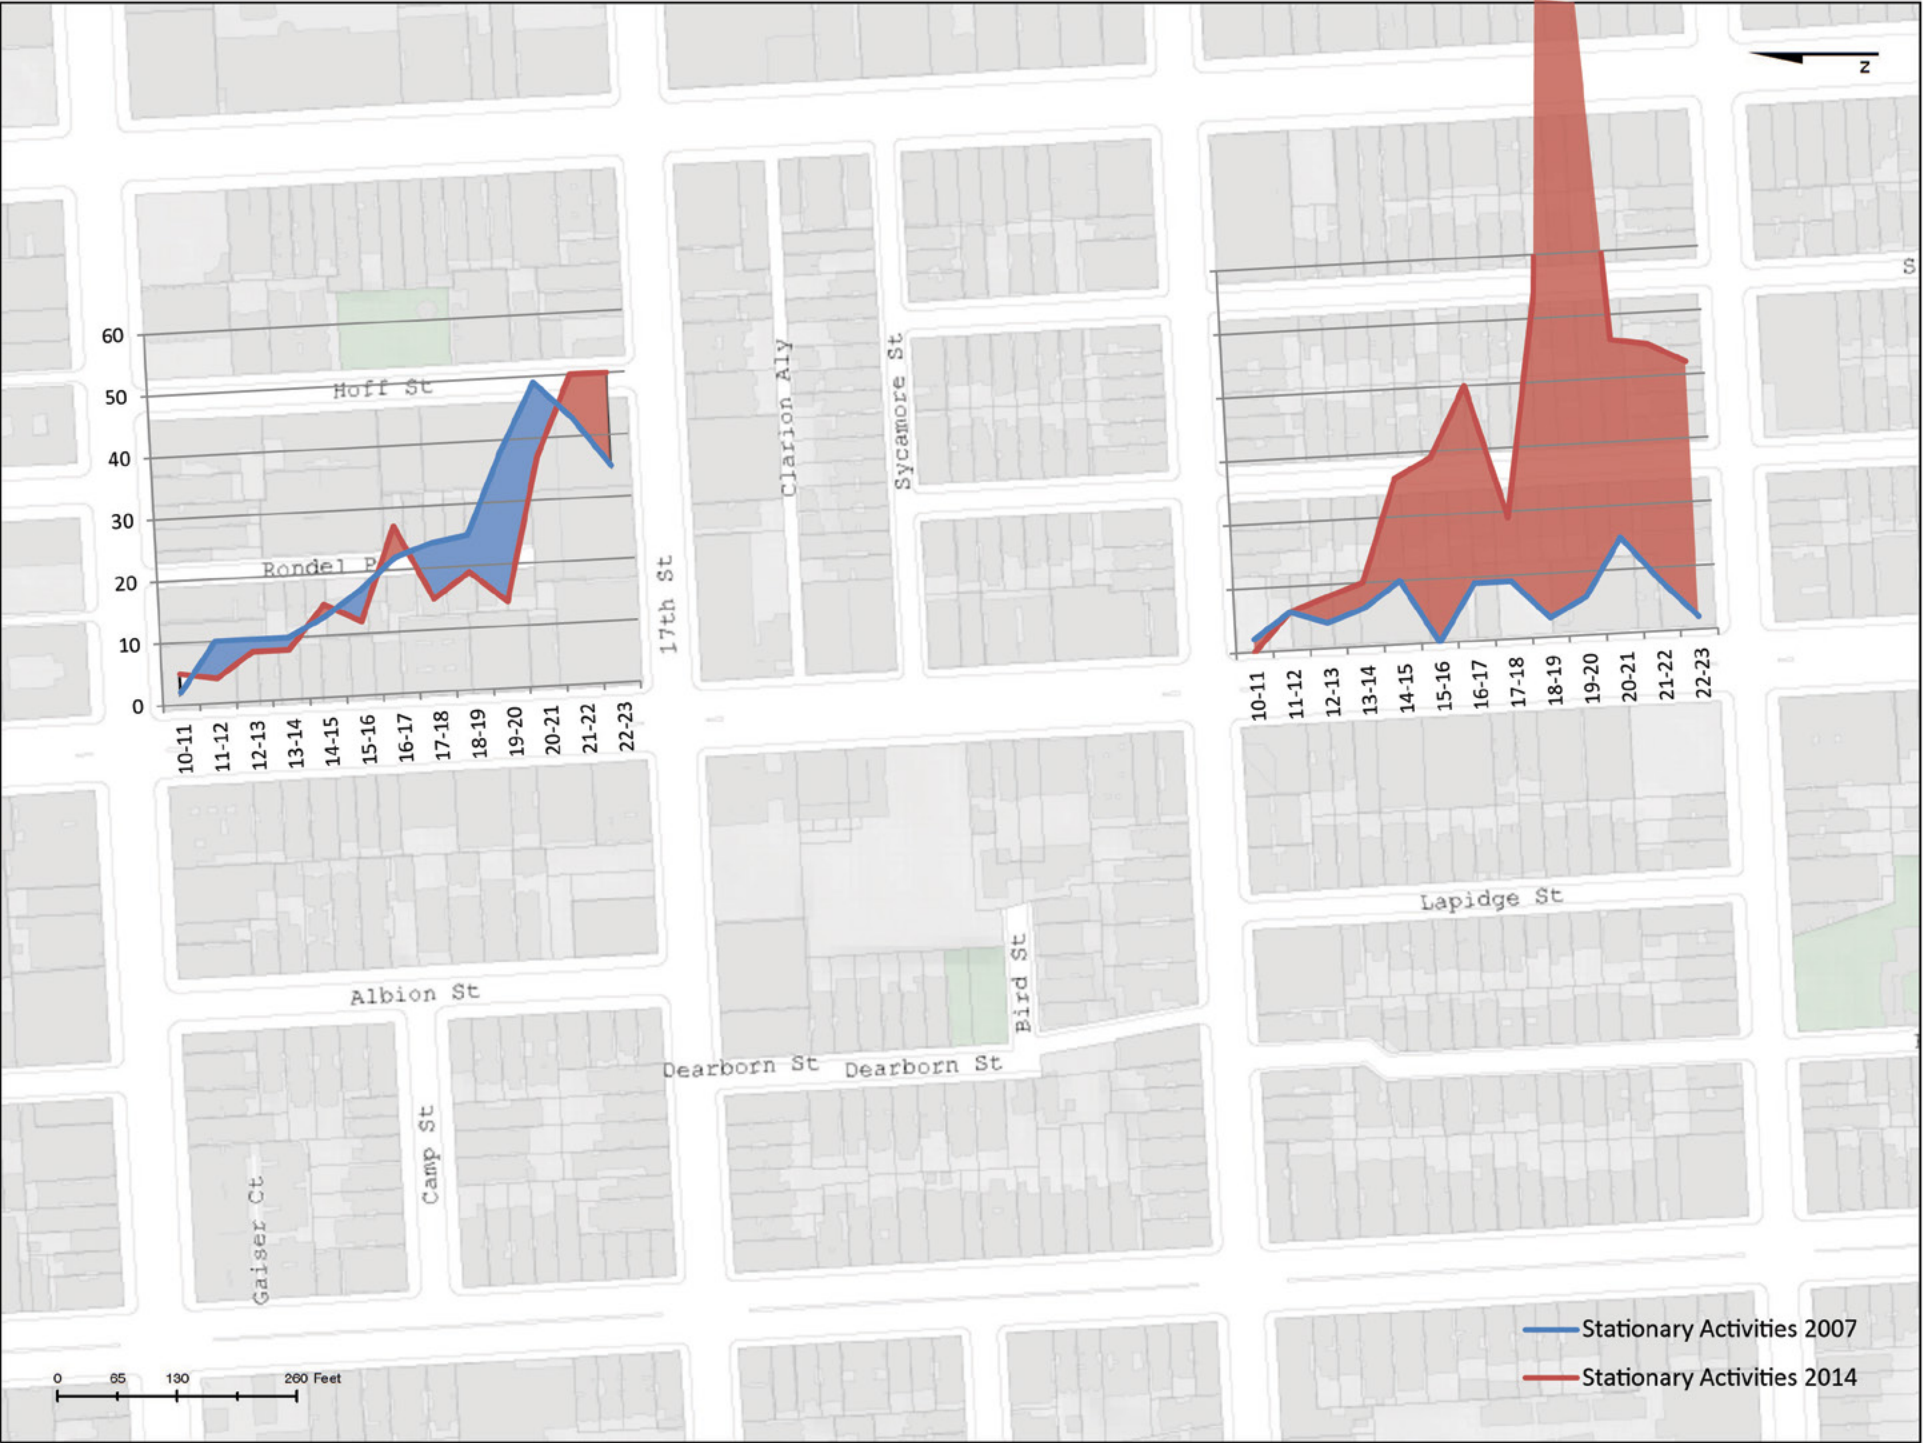 Z
S
60
50
40
30
20
10
0
10-11
11-12
12-13
13-14
14-15
15-16
16-17
17-18
18-19
19-20
20-21
21-22
22-23
Hoff St
Rondel P
17th St
Clarion Aly
Sycamore St
10-11
11-12
12-13
13-14
14-15
15-16
16-17
17-18
18-19
19-20
20-21
21-22
22-23
Lapidge St
Albion St
Bird St
Dearborn St
Dearborn St
Camp St
Gaiser Ct
Stationary Activities 2007
Stationary Activities 2014
0 65 130 260 Feet